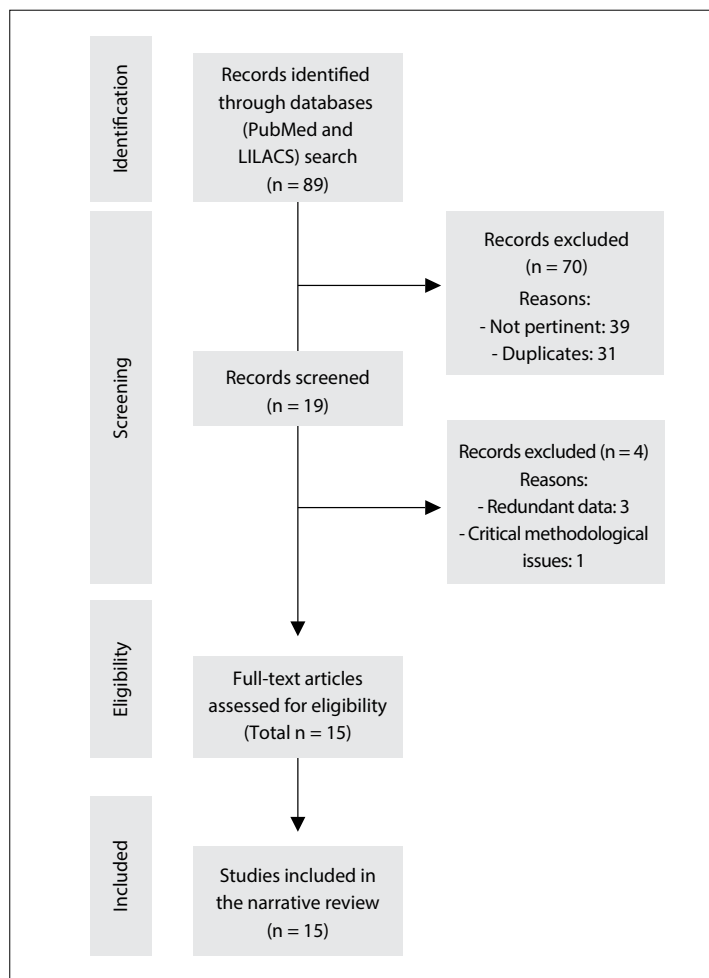 Identification
Records identified
through databases
(PubMed and
LILACS) search
(n = 89)
Screening
Records excluded
(n = 70)
Reasons:
- Not pertinent: 39
- Duplicates: 31
Records screened
(n = 19)
Records excluded (n = 4)
Reasons:
- Redundant data: 3
- Critical methodological
issues: 1
Eligibility
Full-text articles
assessed for eligibility
(Total n = 15)
Included
Studies included in
the narrative review
(n = 15)